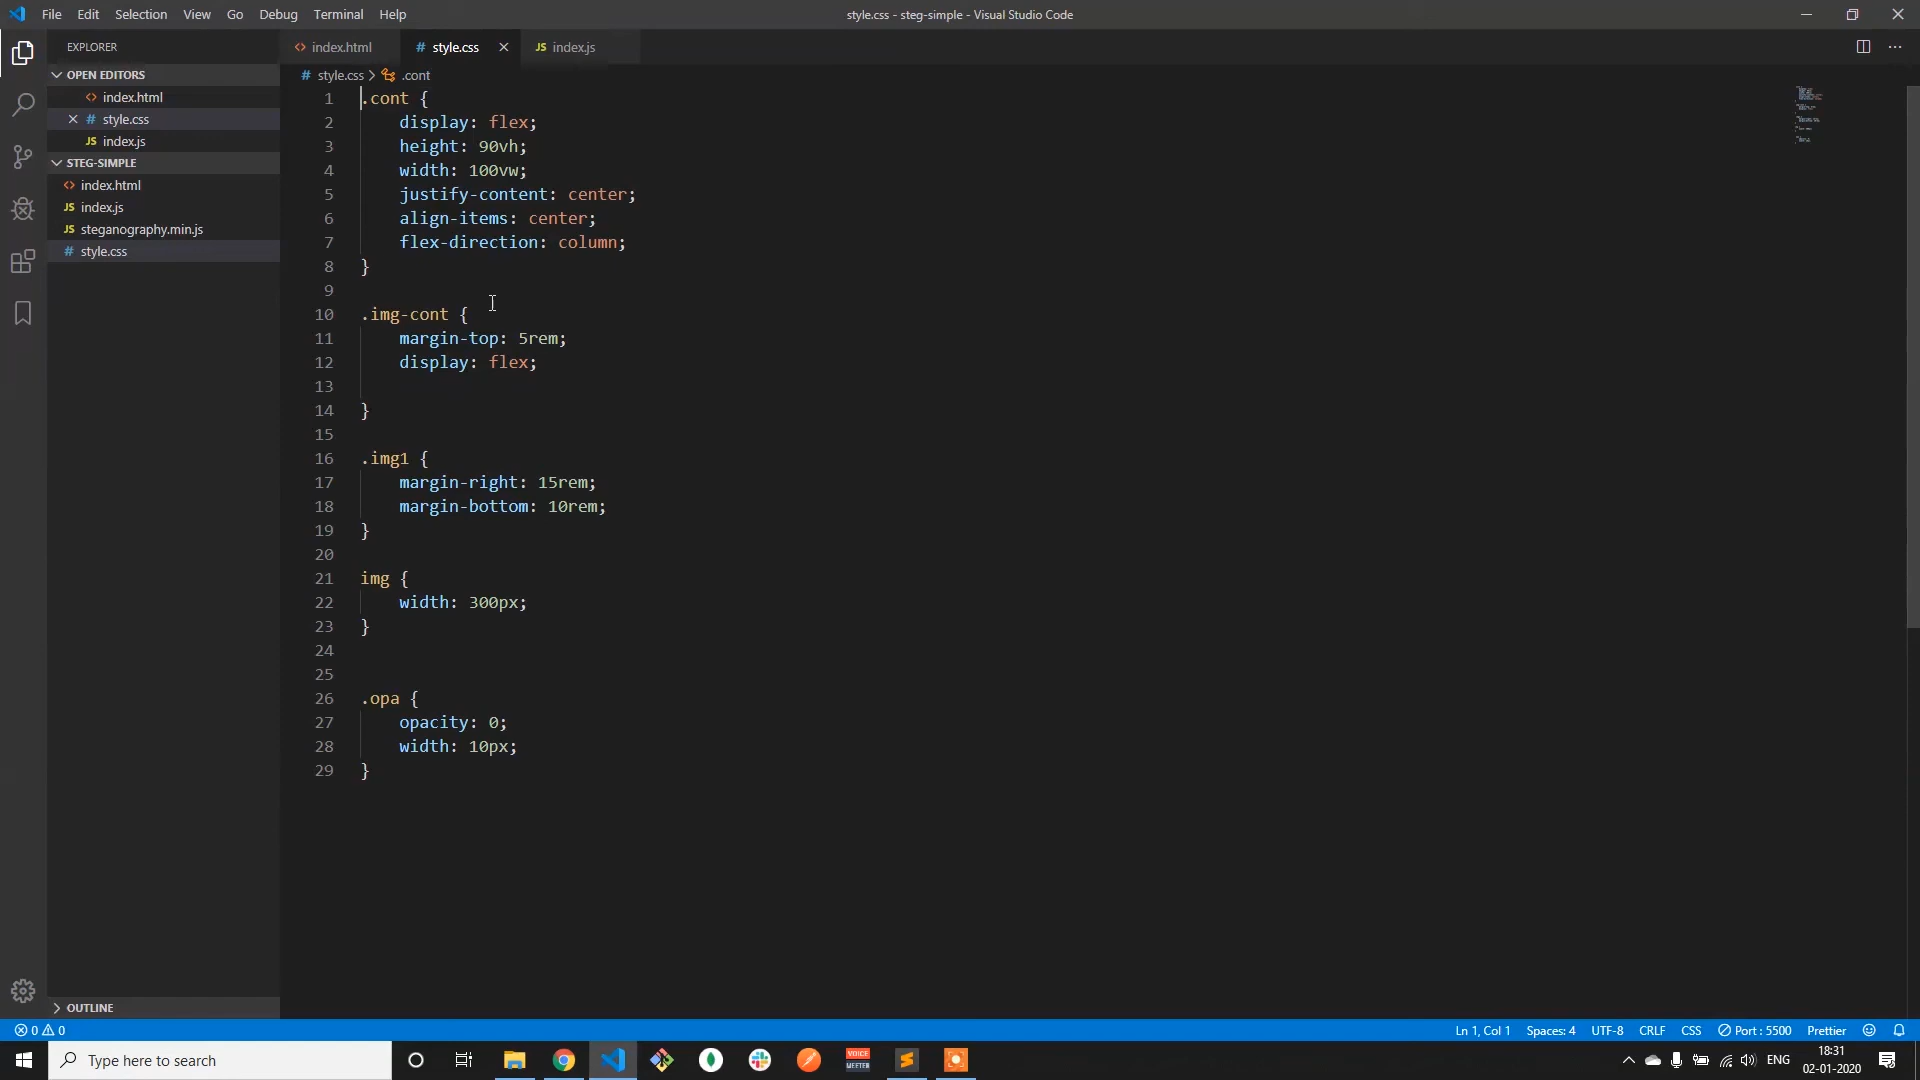 File Edit Selection View Go Debug Terminal Help
style.css - steg-simple - Visual Studio Code
EXPLORER
index.html
# style.css
JS index.js
OPEN EDITORS
index.html
# style.css
JS index.js
STEG-SIMPLE
index.html
JS index.js
JS steganography.min.js
# style.css
# style.css > .cont
1 .cont {
2 display: flex;
3 height: 90vh;
4 width: 100vw;
5 justify-content: center;
6 align-items: center;
7 flex-direction: column;
8 }
9
10 .img-cont {
11 margin-top: 5rem;
12 display: flex;
13
14 }
15
16 .img1 {
17 margin-right: 15rem;
18 margin-bottom: 10rem;
19 }
20
21 img {
22 width: 300px;
23 }
24
25
26 .opa {
27 opacity: 0;
28 width: 10px;
29 }
OUTLINE
0 0
Ln 1, Col 1 Spaces: 4 UTF-8 CRLF CSS Port : 5500 Prettier
Type here to search
VOICE
MEETER
ENG
18:31
02-01-2020